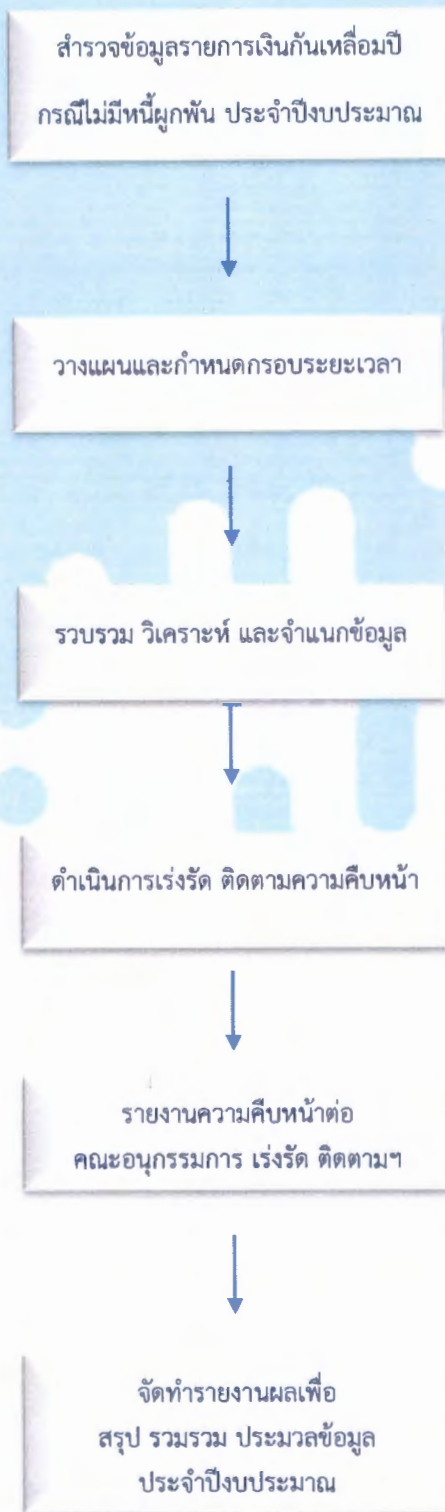 สำรวจข้อมูลรายการเงินกันเหลื่อมปี
กรณีไม่มีหนี้ผูกพัน ประจำปีงบประมาณ
วางแผนและกำหนดกรอบระยะเวลา
รวบรวม วิเคราะห์ และจำแนกข้อมูล
ดำเนินการเร่งรัด ติดตามความคืบหน้า
รายงานความคืบหน้าต่อ
คณะอนุกรรมการ เร่งรัด ติดตามฯ
จัดทำรายงานผลเพื่อ
สรุป รวมรวม ประมวลข้อมูล
ประจำปีงบประมาณ